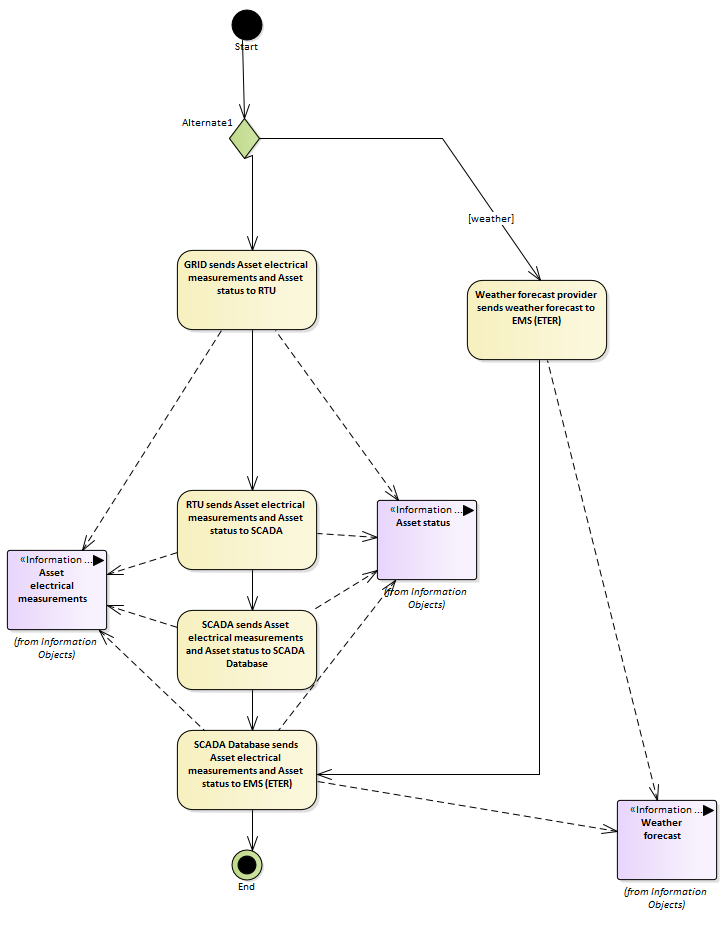 Start
Alternate1
[weather]
GRID sends Asset electrical
measurements and Asset
status to RTU
Weather forecast provider
sends weather forecast to
EMS (ETER)
RTU sends Asset electrical
measurements and Asset
status to SCADA
«Information ...
Asset status
(from Information
Objects)
«Information ...
Asset
electrical
measurements
(from Information
Objects)
SCADA sends Asset
electrical measurements
and Asset status to SCADA
Database
SCADA Database sends
Asset electrical
measurements and Asset
status to EMS (ETER)
«Information ...
Weather
forecast
(from Information
Objects)
End